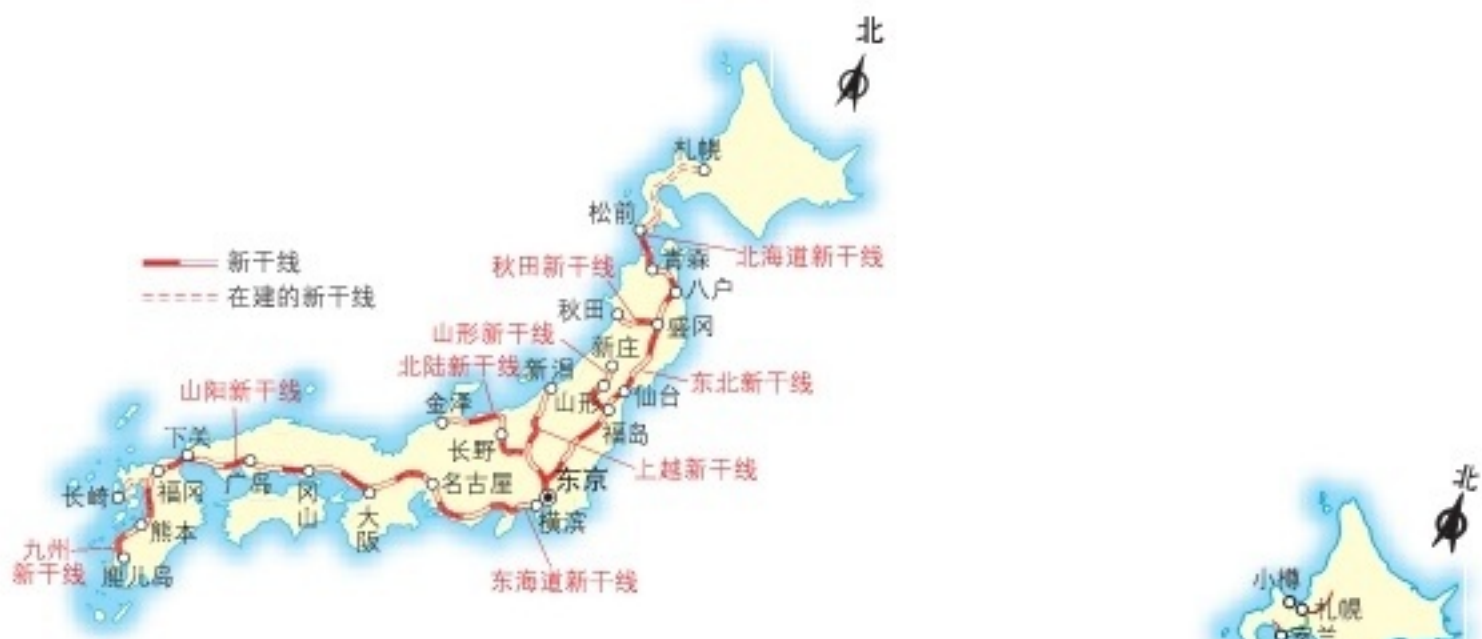 北
札幌
松前
北海道新干线
新干线
在建的新干线
秋田新干线
青森
八户
秋田
盛冈
山形新干线
新庄
北陆新干线
新潟
东北新干线
山阳新干线
金泽
山形
仙台
福岛
下关
长野
上越新干线
长崎
福冈
广岛
冈山
名古屋
东京
大阪
横滨
熊本
九州
新干线
鹿儿岛
东海道新干线
北
小樽
札幌